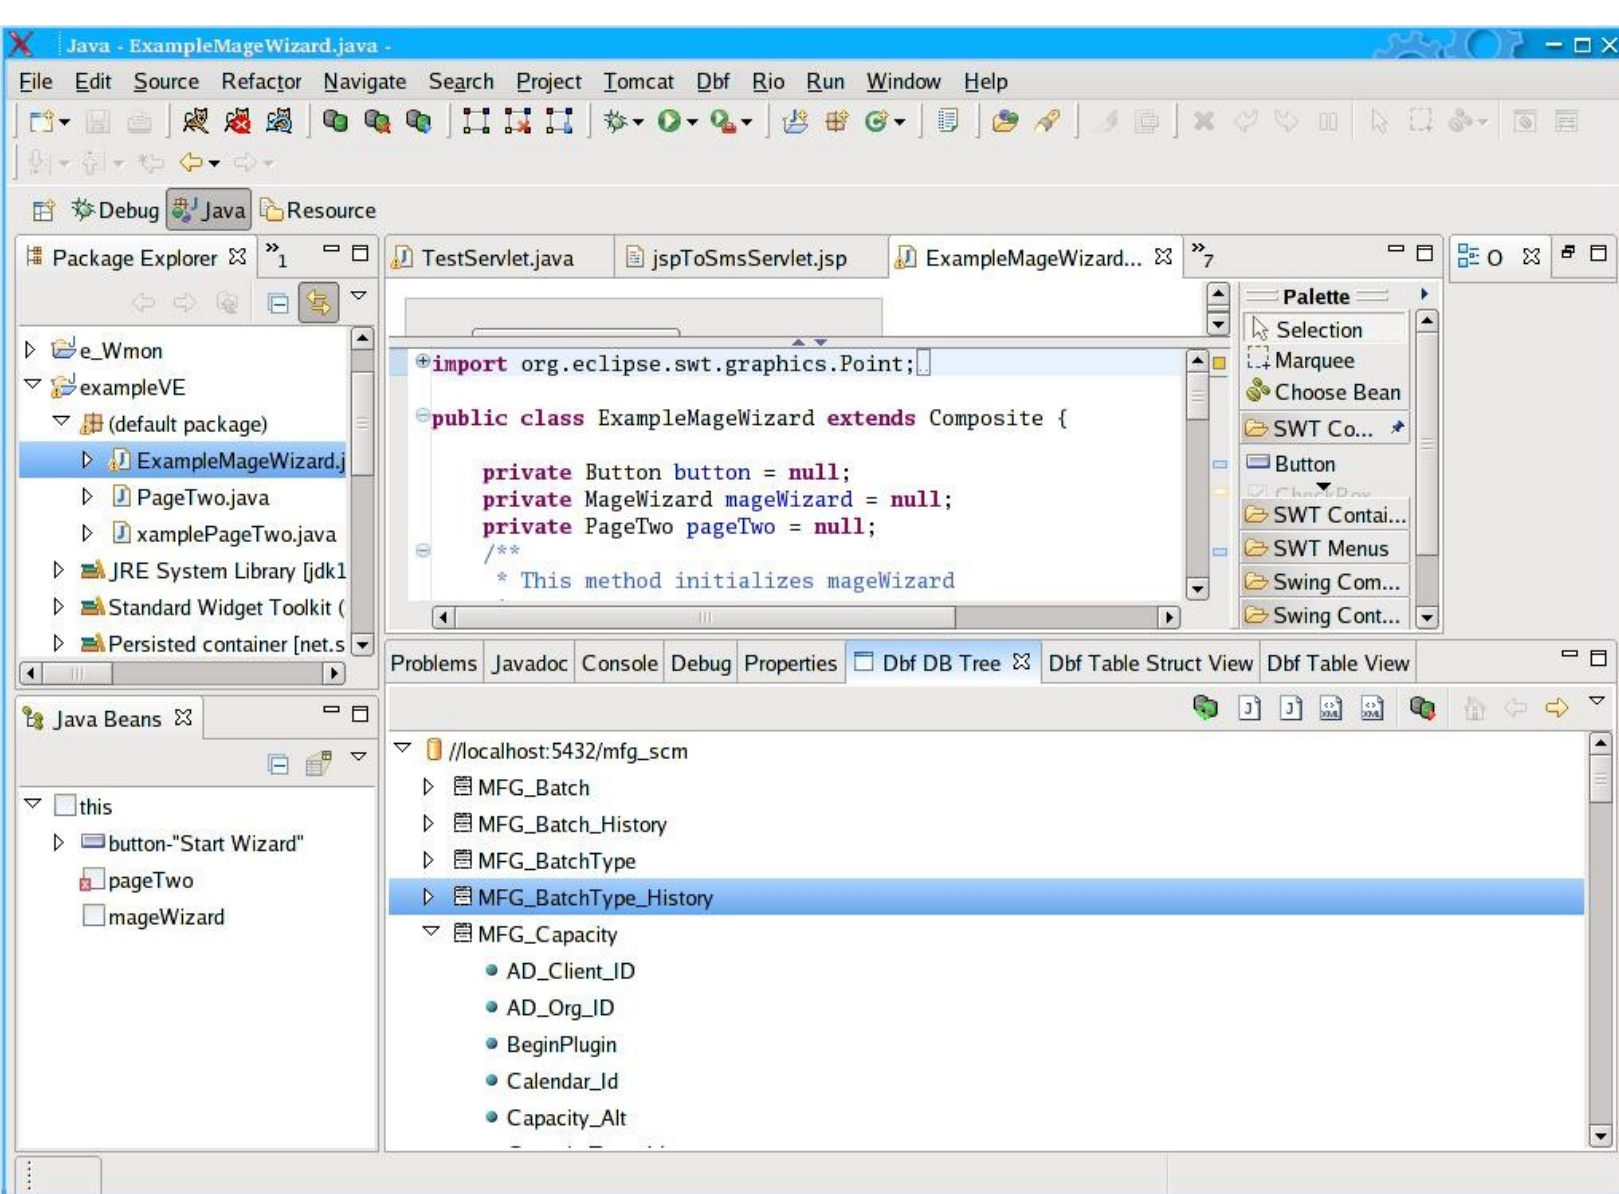 Java - ExampleMageWizard.java -
File Edit Source Refactor Navigate Search Project Tomcat Dbf Rio Run Window Help
Debug Java Resource
Package Explorer 1
TestServlet.java jspToSmsServlet.jsp ExampleMageWizard... 7
O
e_Wmon
exampleVE
(default package)
ExampleMageWizard.j
PageTwo.java
xamplePageTwo.java
JRE System Library [jdk1
Standard Widget Toolkit (
Persisted container [net.s
import org.eclipse.swt.graphics.Point;
public class ExampleMageWizard extends Composite {
private Button button = null;
private MageWizard mageWizard = null;
private PageTwo pageTwo = null;
/**
* This method initializes mageWizard
Palette
Selection
Marquee
Choose Bean
SWT Co...
Button
CheckBox
SWT Contai...
SWT Menus
Swing Com...
Swing Cont...
Java Beans
this
button-"Start Wizard"
pageTwo
mageWizard
Problems Javadoc Console Debug Properties Dbf DB Tree Dbf Table Struct View Dbf Table View
//localhost:5432/mfg_scm
MFG_Batch
MFG_Batch_History
MFG_BatchType
MFG_BatchType_History
MFG_Capacity
AD_Client_ID
AD_Org_ID
BeginPlugin
Calendar_Id
Capacity_Alt